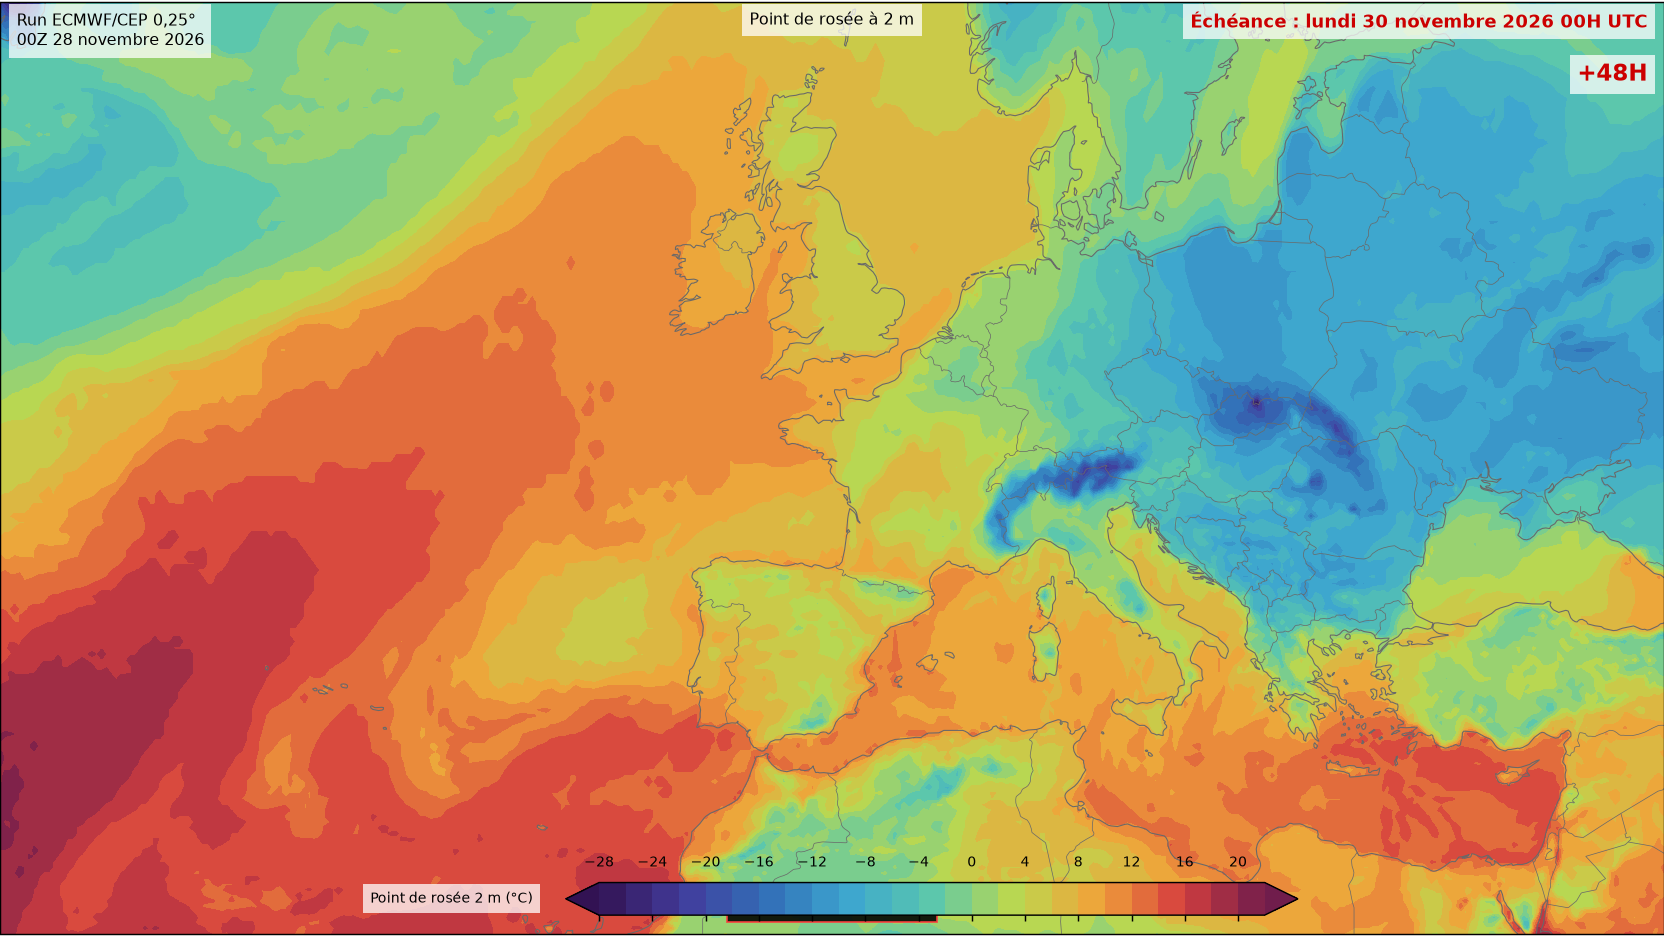 Run ECMWF/CEP 0,25°
00Z 28 novembre 2026
Point de rosée à 2 m
Échéance : lundi 30 novembre 2026 00H UTC
+48H
−28 −24 −20 −16 −12 −8 −4 0 4 8 12 16 20
Point de rosée 2 m (°C)